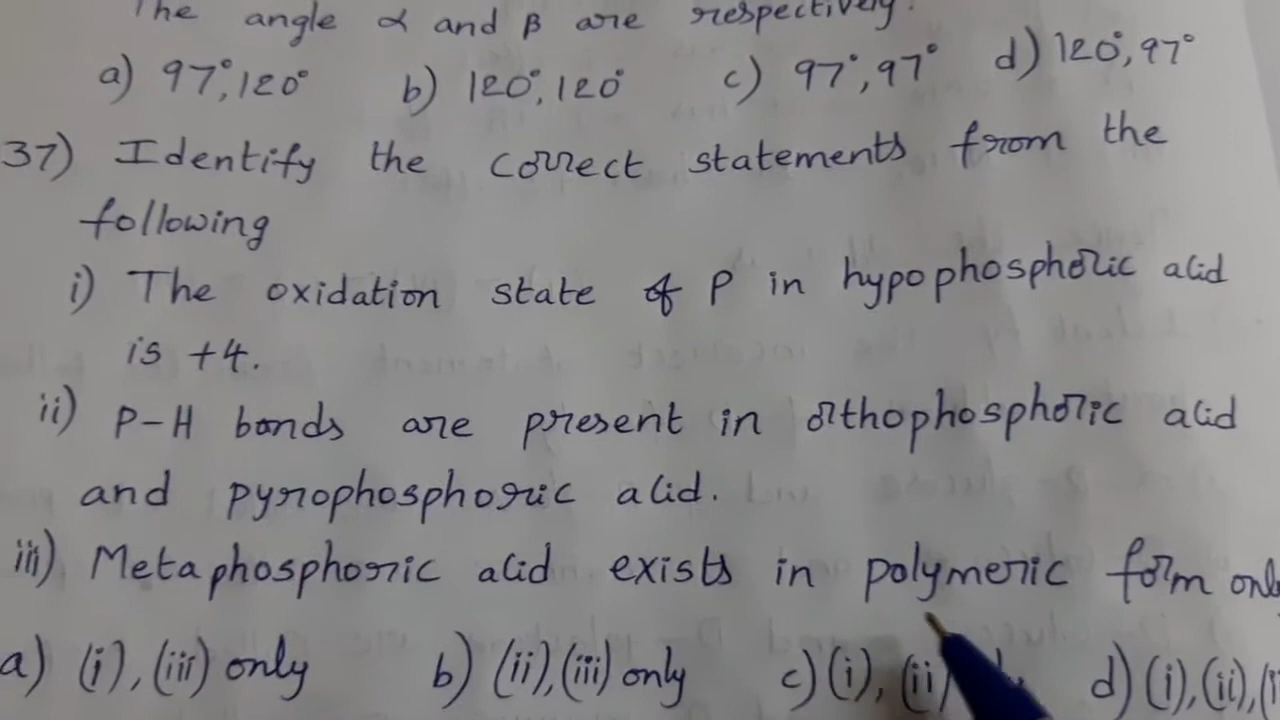 The angle α and β are respectively.
a) 97°,120° b) 120°,120° c) 97°,97° d) 120°,97°
37) Identify the correct statements from the
following
i) The oxidation state of P in hypophosphoric acid
is +4.
ii) P-H bonds are present in orthophosphoric acid
and pyrophosphoric acid.
iii) Metaphosphoric acid exists in polymeric form
a) (i), (iii) only b) (ii), (iii) only c) (i), (ii) d) (i), (ii),